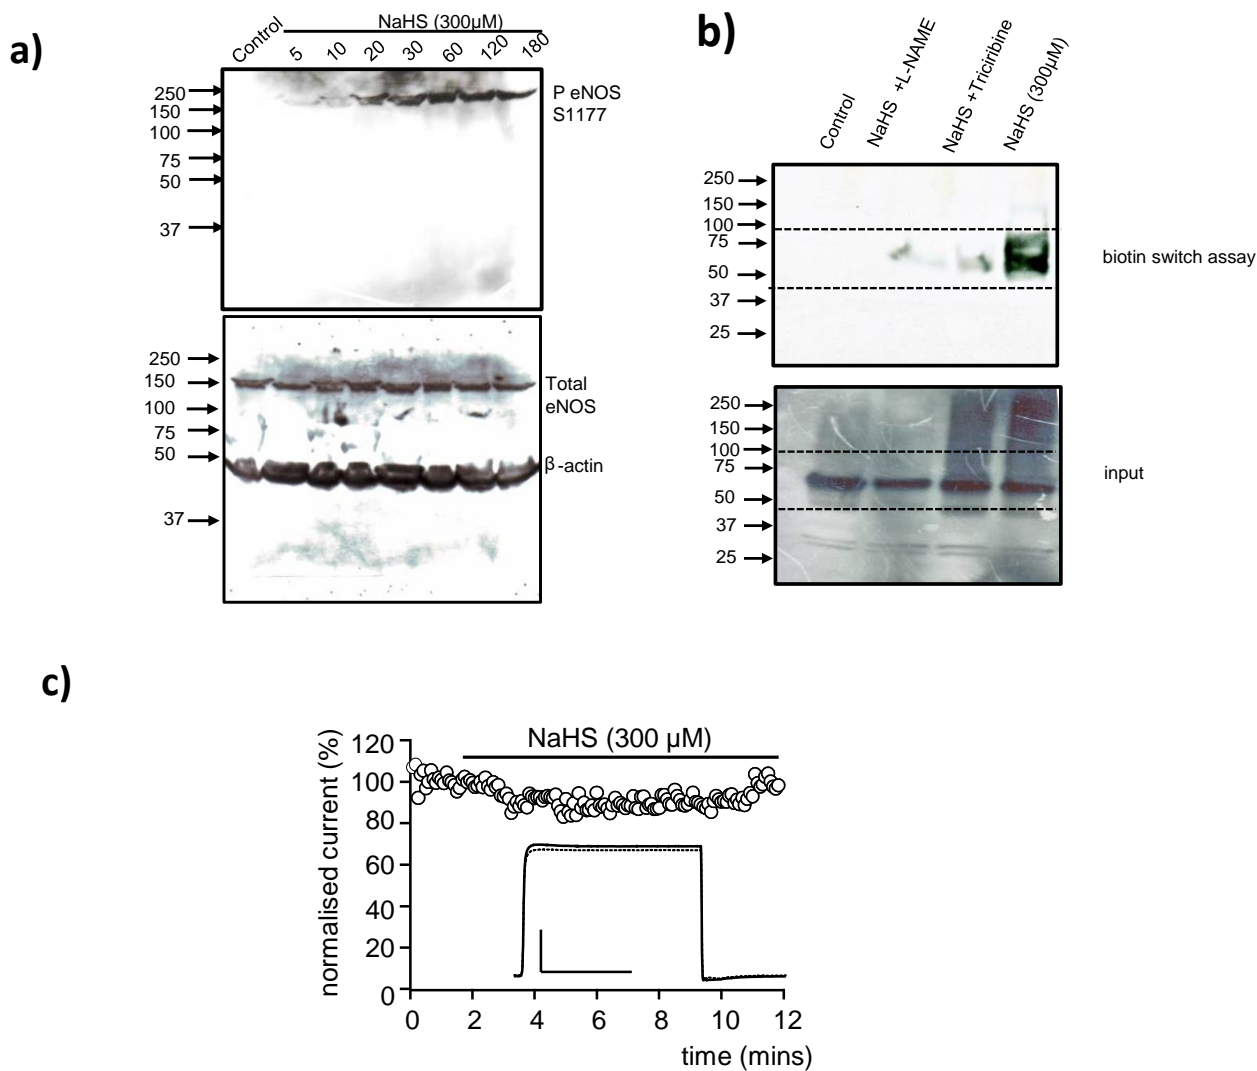 a)
NaHS (300µM)
Control 5 10 20 30 60 120 180
250
150
100
75
50
37
P eNOS
S1177
250
150
100
75
50
37
Total
eNOS
β-actin
b)
Control NaHS +L-NAME NaHS +Triciribine NaHS (300µM)
250
150
100
75
50
37
25
biotin switch assay
250
150
100
75
50
37
25
input
c)
NaHS (300 µM)
normalised current (%)
120
100
80
60
40
20
0
0 2 4 6 8 10 12
time (mins)